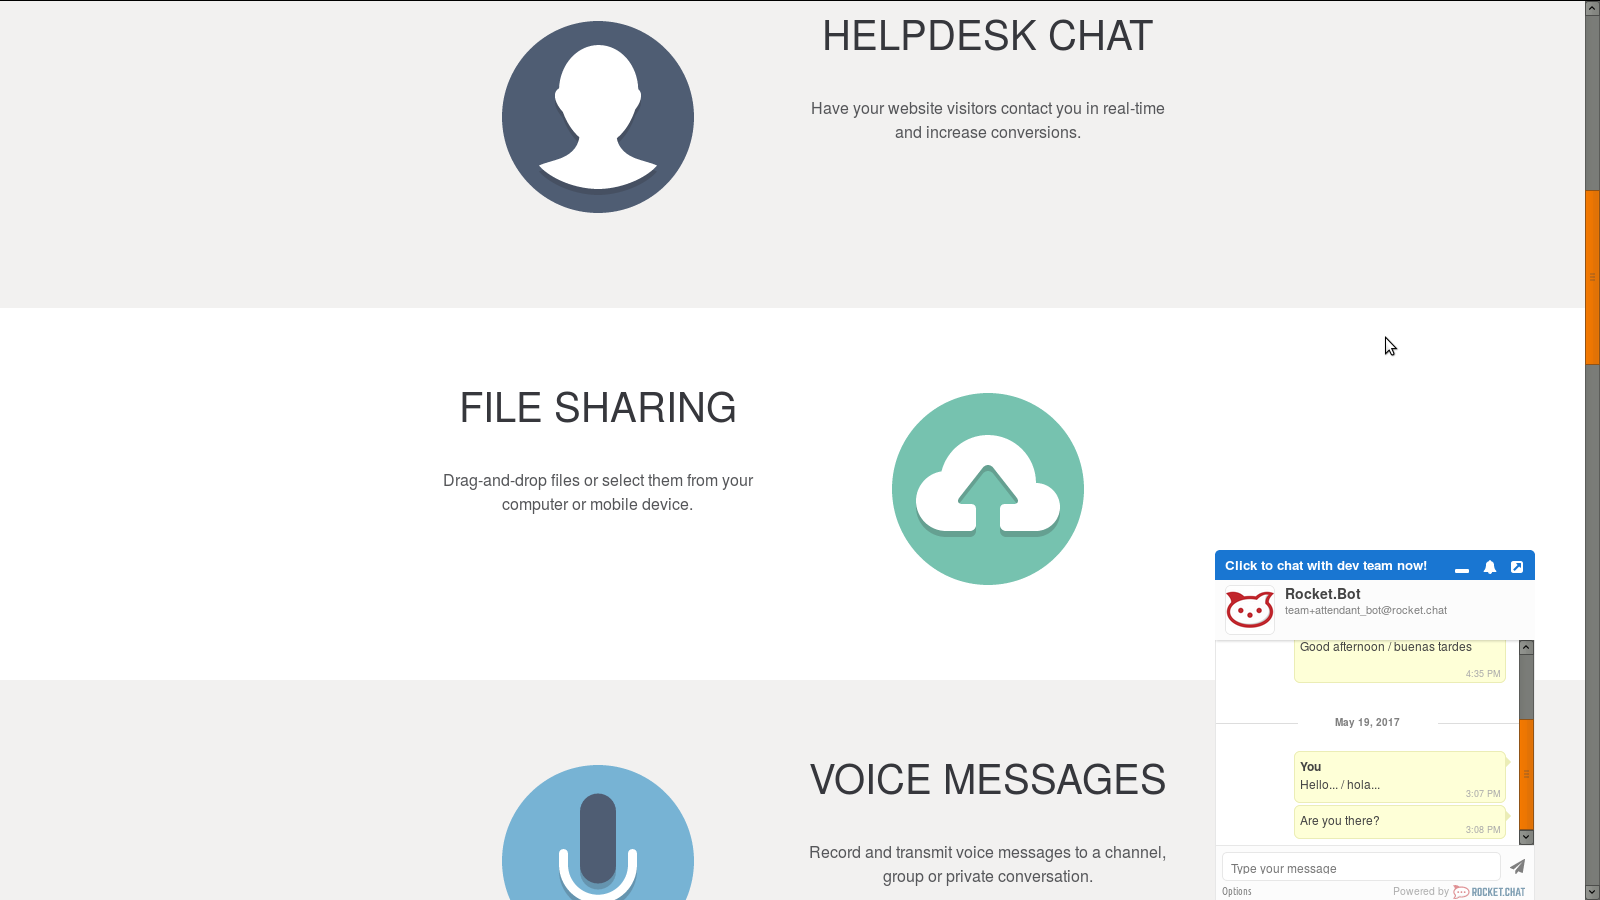 HELPDESK CHAT
Have your website visitors contact you in real-time
and increase conversions.
FILE SHARING
Drag-and-drop files or select them from your
computer or mobile device.
VOICE MESSAGES
Record and transmit voice messages to a channel,
group or private conversation.
Click to chat with dev team now!
Rocket.Bot
team+attendant_bot@rocket.chat
Good afternoon / buenas tardes
4:35 PM
May 19, 2017
You
Hello... / hola...
3:07 PM
Are you there?
3:08 PM
Type your message
Options
Powered by ROCKET.CHAT